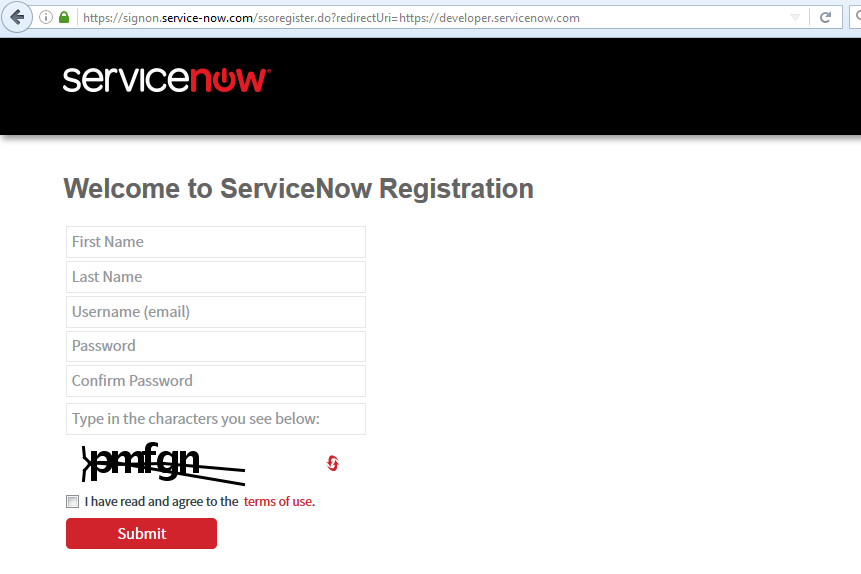 https://signon.service-now.com/ssoregister.do?redirectUri=https://developer.servicenow.com
servicenow
Welcome to ServiceNow Registration
First Name
Last Name
Username (email)
Password
Confirm Password
Type in the characters you see below:
pmfgn
I have read and agree to the terms of use.
Submit